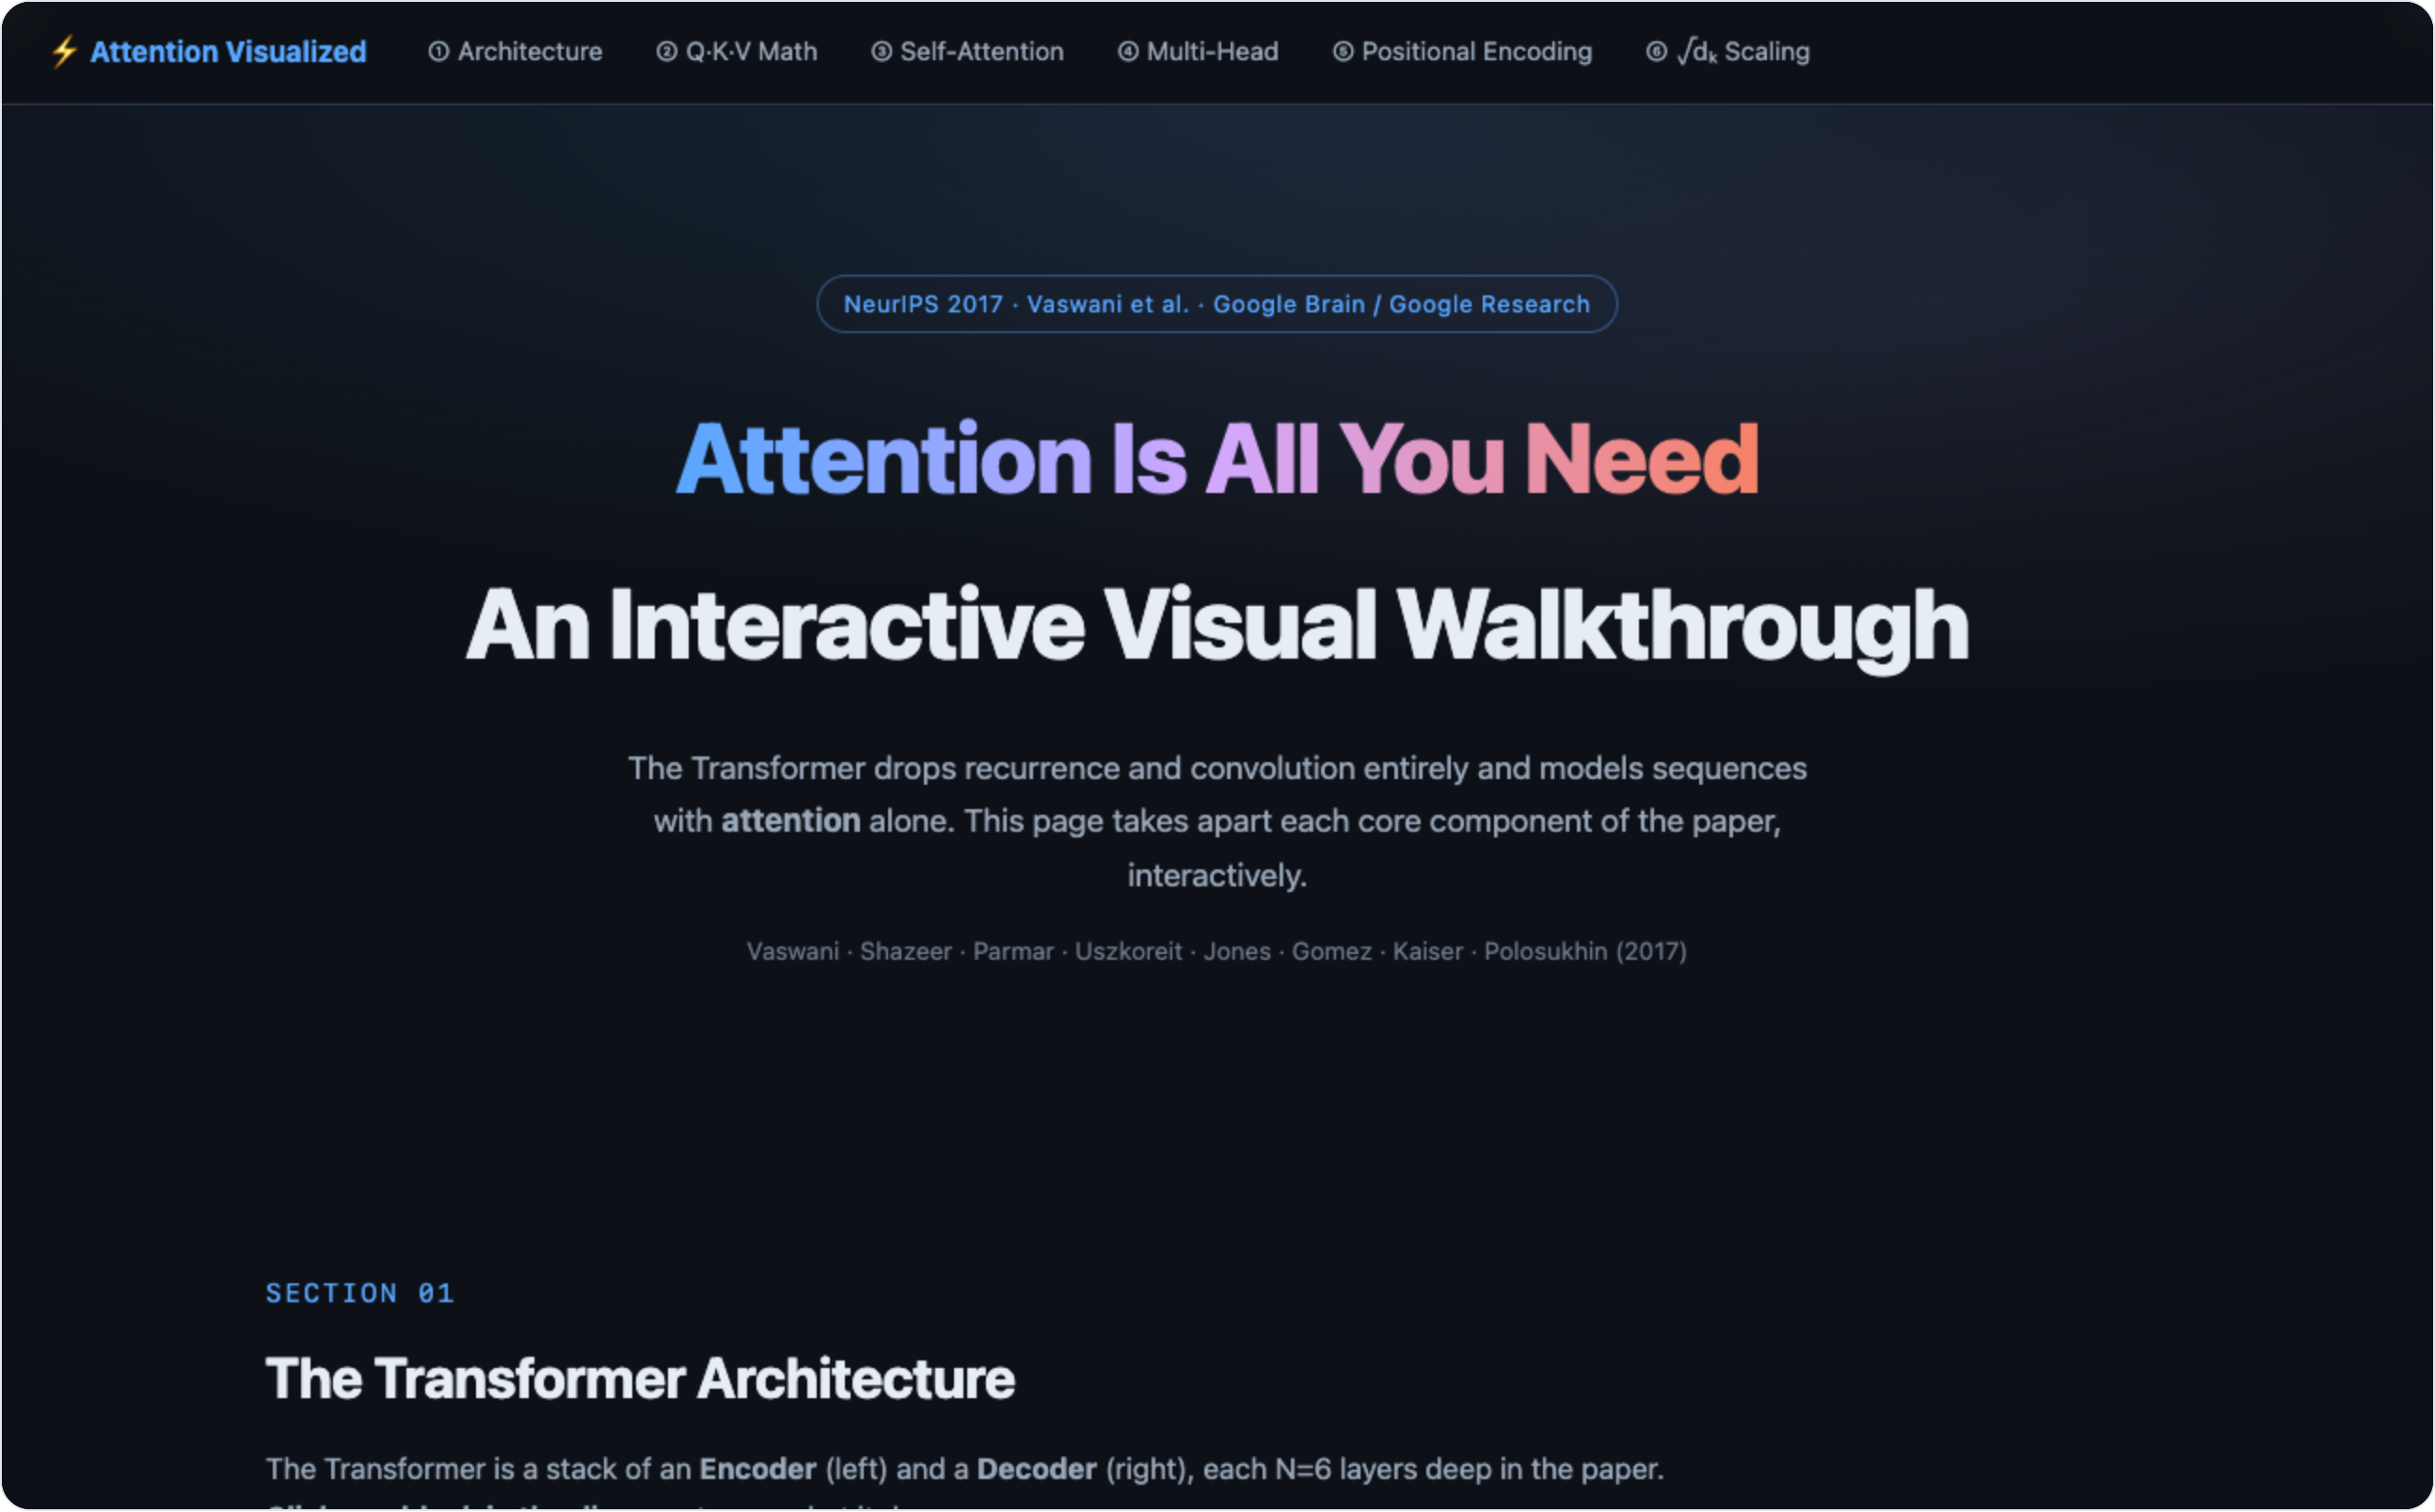 ⚡ Attention Visualized
① Architecture
② Q·K·V Math
③ Self-Attention
④ Multi-Head
⑤ Positional Encoding
⑥ √dₖ Scaling
NeurIPS 2017 · Vaswani et al. · Google Brain / Google Research
Attention Is All You Need
An Interactive Visual Walkthrough
The Transformer drops recurrence and convolution entirely and models sequences
with attention alone. This page takes apart each core component of the paper,
interactively.
Vaswani · Shazeer · Parmar · Uszkoreit · Jones · Gomez · Kaiser · Polosukhin (2017)
SECTION 01
The Transformer Architecture
The Transformer is a stack of an Encoder (left) and a Decoder (right), each N=6 layers deep in the paper.